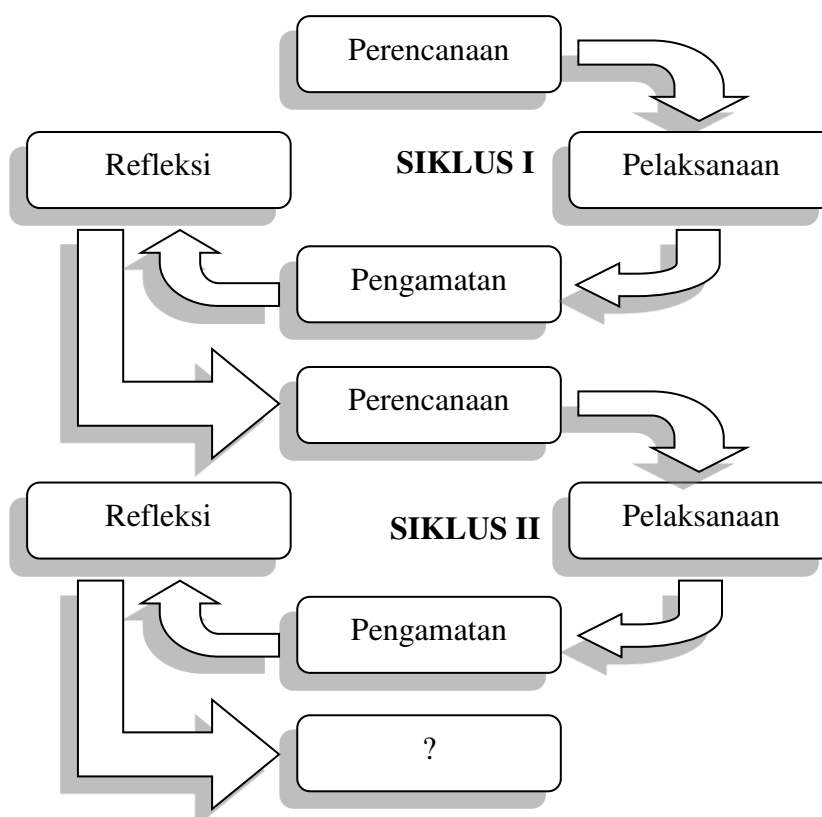 Perencanaan
Refleksi
SIKLUS I
Pelaksanaan
Pengamatan
Perencanaan
Refleksi
SIKLUS II
Pelaksanaan
Pengamatan
?